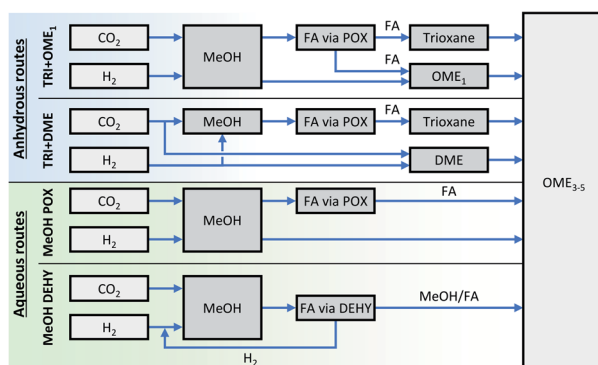 Anhydrous routes
TRI+OME1
CO2
H2
MeOH
FA via POX
FA
Trioxane
FA
OME1
TRI+DME
CO2
H2
MeOH
FA via POX
FA
Trioxane
DME
OME3-5
Aqueous routes
MeOH POX
CO2
H2
MeOH
FA via POX
FA
MeOH DEHY
CO2
H2
MeOH
FA via DEHY
MeOH/FA
H2